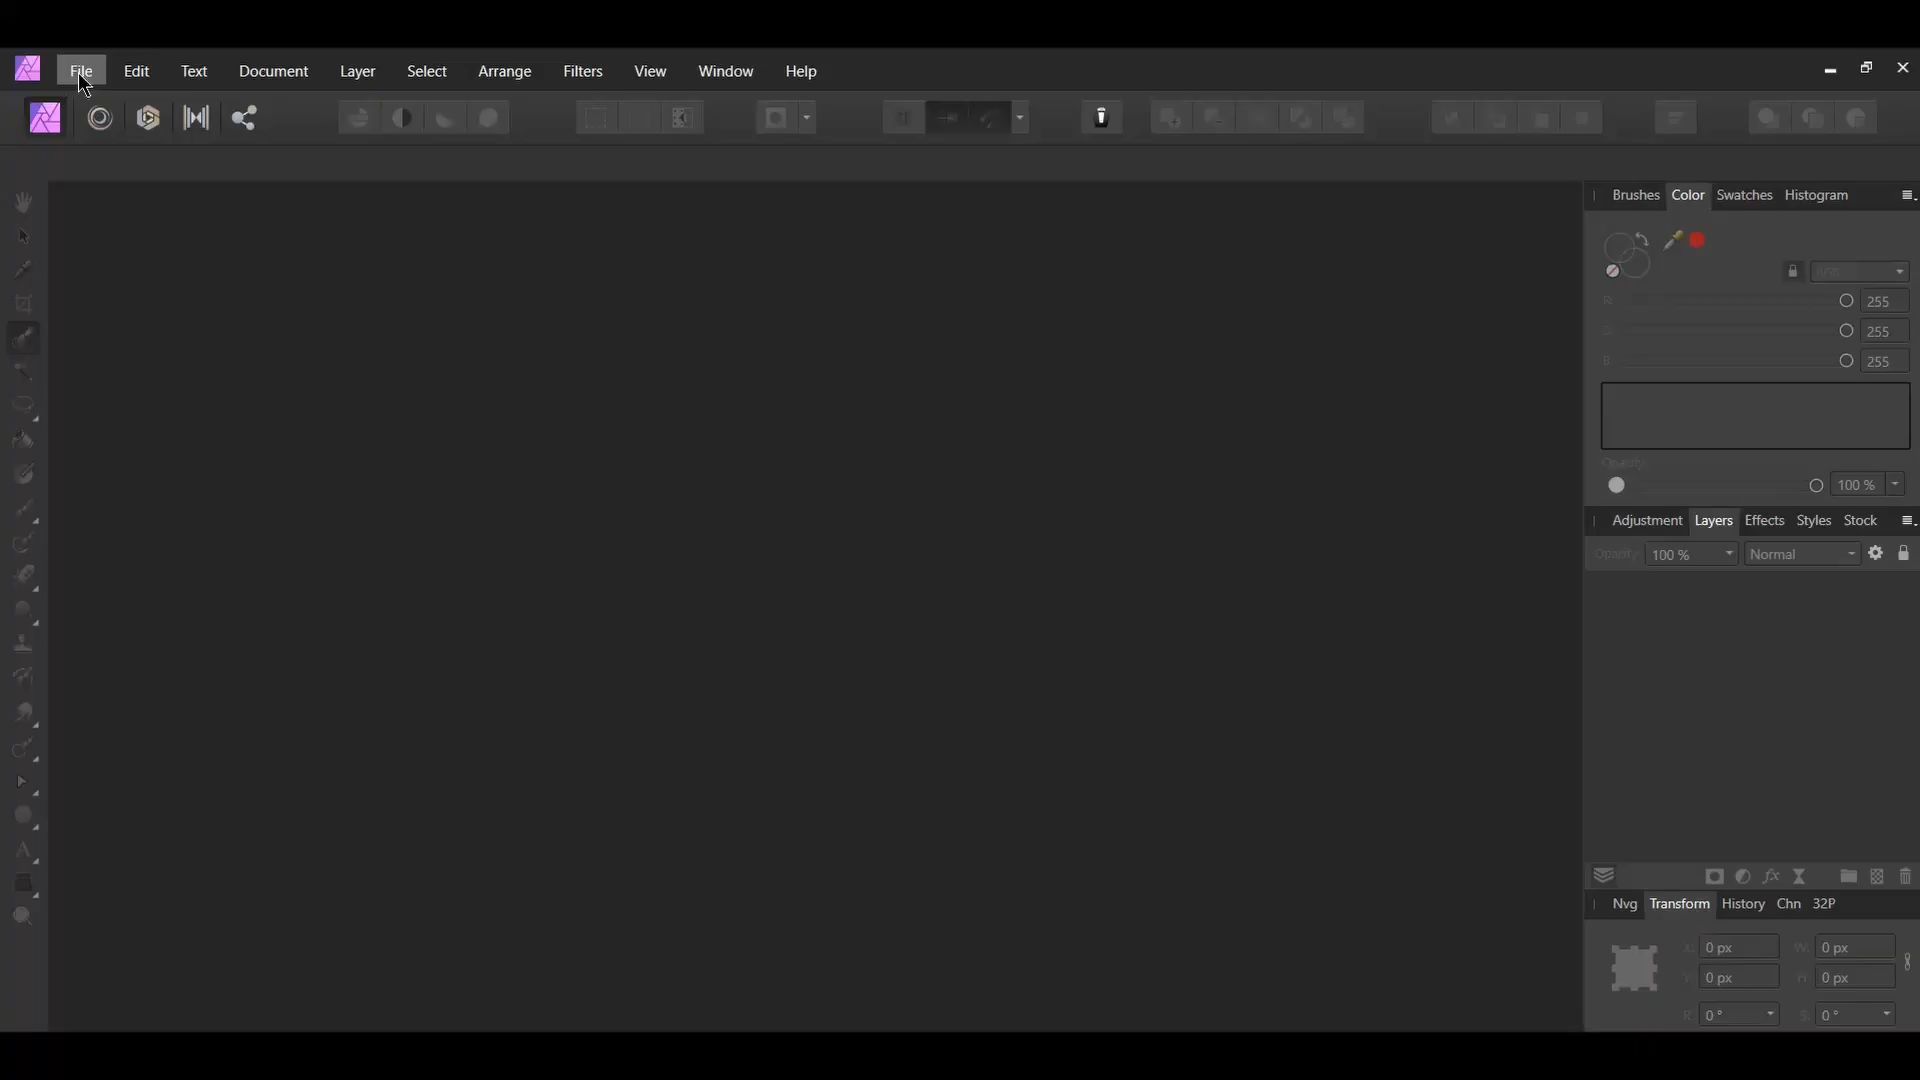 File Edit Text Document Layer Select Arrange Filters View Window Help
Brushes Color Swatches Histogram
R: 255
255
B: 255
Opacity
100 %
Adjustment Layers Effects Styles Stock
Opacity: 100 % Normal
Nvg Transform History Chn 32P
X: 0 px W: 0 px
Y: 0 px H: 0 px
R: 0 ° S: 0 °